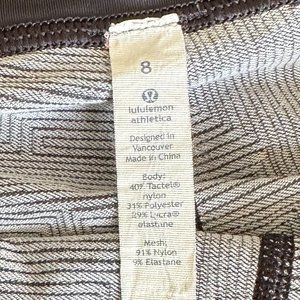 8
lululemon
athletica
Designed in
Vancouver
Made in China
Body:
40% Tactel®
nylon
31% Polyester
29% Lycra®
elastane
Mesh:
91% Nylon
9% Elastane